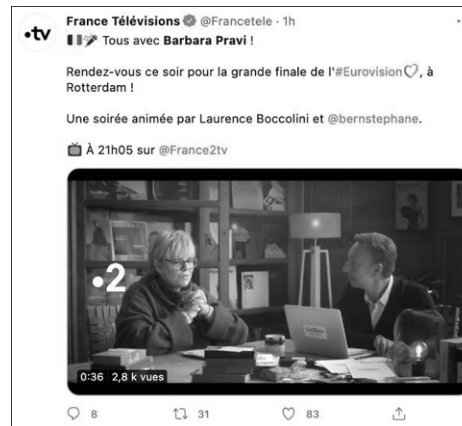 •tv France Télévisions @Francetele · 1h
Tous avec Barbara Pravi !
Rendez-vous ce soir pour la grande finale de l'#Eurovision, à
Rotterdam !
Une soirée animée par Laurence Boccolini et @bernstephane.
À 21h05 sur @France2tv
•2
0:36 2,8 k vues
8 31 83